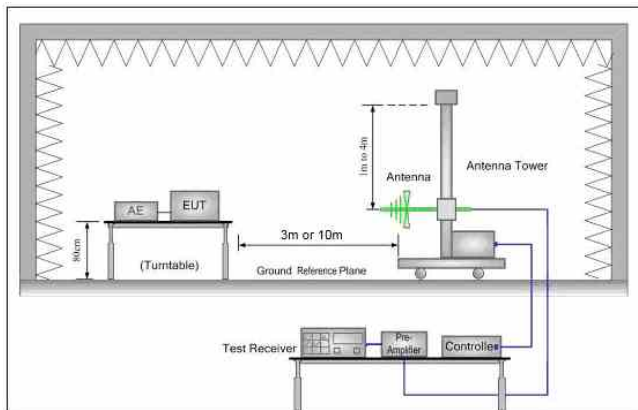 1m to 4m
Antenna
Antenna Tower
AE
EUT
80cm
3m or 10m
(Turntable)
Ground Reference Plane
Test Receiver
Pre-
Amplifier
Controller